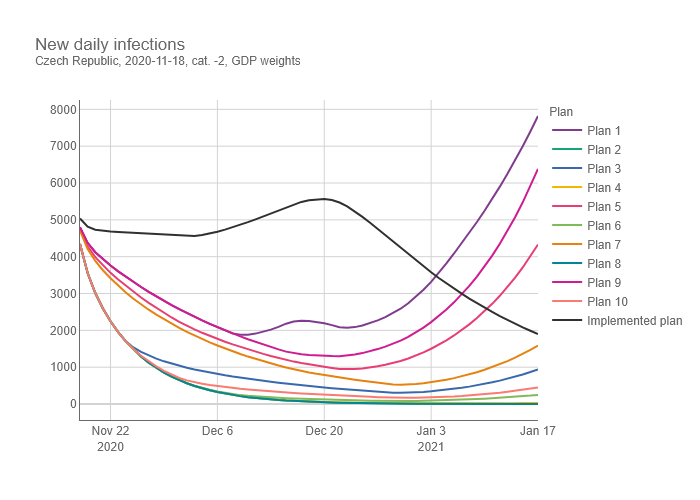 New daily infections
Czech Republic, 2020-11-18, cat. -2, GDP weights
8000
7000
6000
5000
4000
3000
2000
1000
0
Nov 22
2020
Dec 6
Dec 20
Jan 3
2021
Jan 17
Plan
Plan 1
Plan 2
Plan 3
Plan 4
Plan 5
Plan 6
Plan 7
Plan 8
Plan 9
Plan 10
Implemented plan